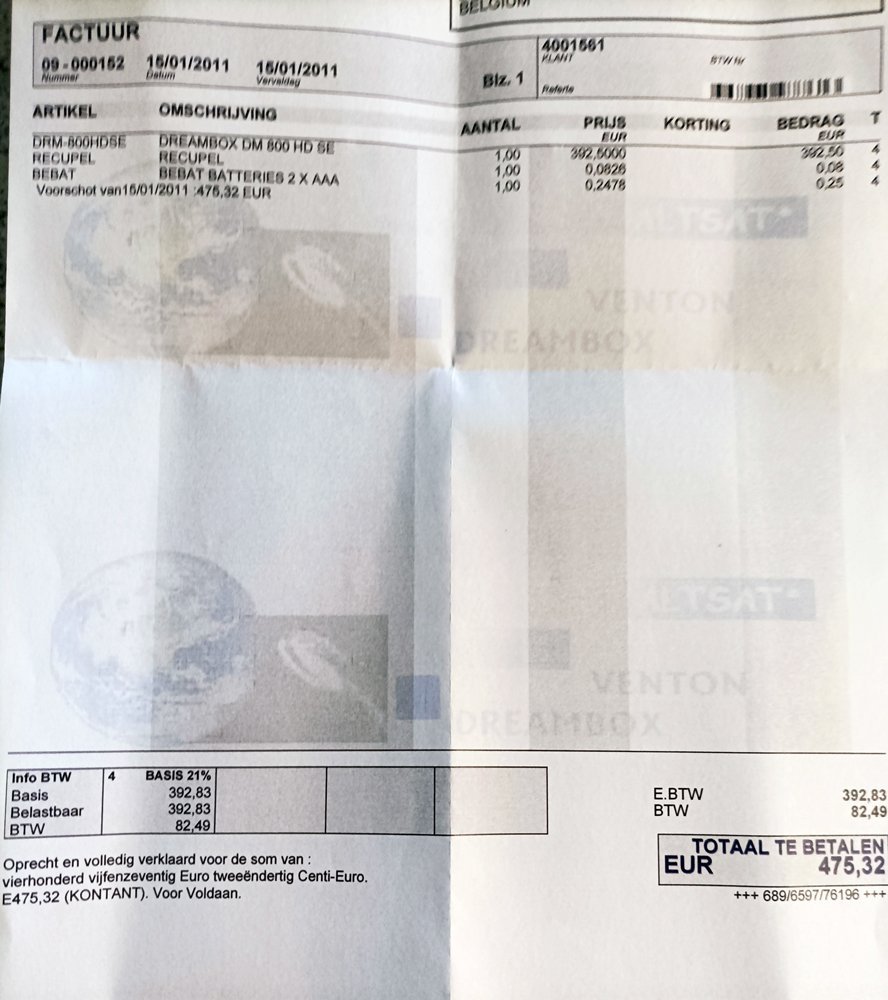 BELGIUM
FACTUUR
09 - 000152 15/01/2011 15/01/2011
Nummer Datum Vervaldag
Blz. 1
4001561
KLANT BTW Nr
Referte
ARTIKEL OMSCHRIJVING AANTAL PRIJS KORTING BEDRAG T
EUR EUR
DRM-800HDSE DREAMBOX DM 800 HD SE 1,00 392,5000 392,50 4
RECUPEL RECUPEL 1,00 0,0826 0,08 4
BEBAT BEBAT BATTERIES 2 X AAA 1,00 0,2478 0,25 4
Voorschot van15/01/2011 :475,32 EUR
LTSAT
VENTON
DREAMBOX
LTSAT
VENTON
DREAMBOX
Info BTW 4 BASIS 21%
Basis 392,83
Belastbaar 392,83
BTW 82,49
E.BTW 392,83
BTW 82,49
TOTAAL TE BETALEN
EUR 475,32
+++ 689/6597/76196 +++
Oprecht en volledig verklaard voor de som van :
vierhonderd vijfenzeventig Euro tweeëndertig Centi-Euro.
E475,32 (KONTANT). Voor Voldaan.